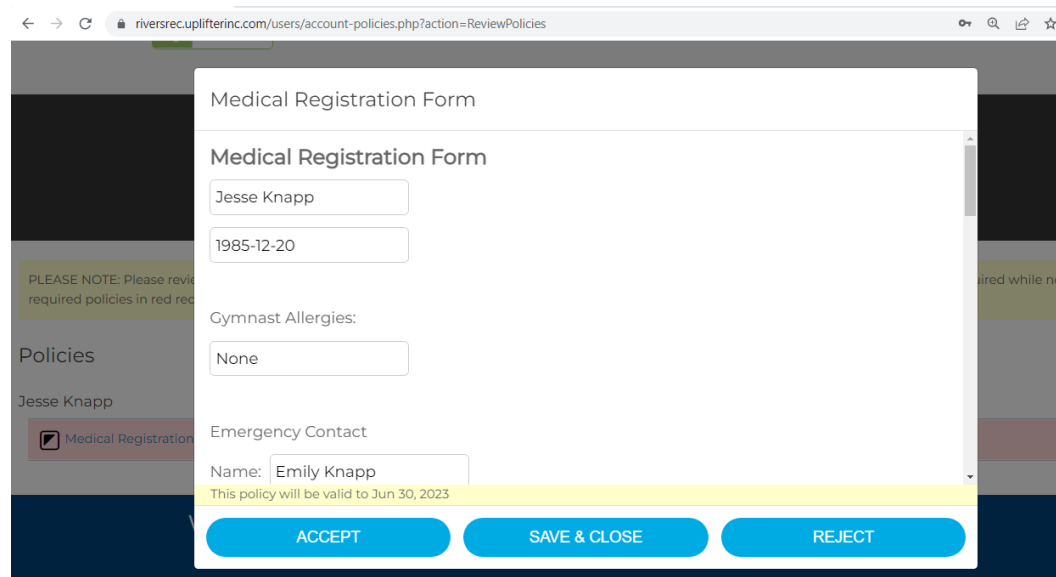 riversrec.uplifterinc.com/users/account-policies.php?action=ReviewPolicies
Medical Registration Form
Medical Registration Form
Jesse Knapp
1985-12-20
PLEASE NOTE: Please revie
ired while n
required policies in red req
Gymnast Allergies:
None
Policies
Jesse Knapp
Medical Registration
Emergency Contact
Name: Emily Knapp
This policy will be valid to Jun 30, 2023
ACCEPT SAVE & CLOSE REJECT